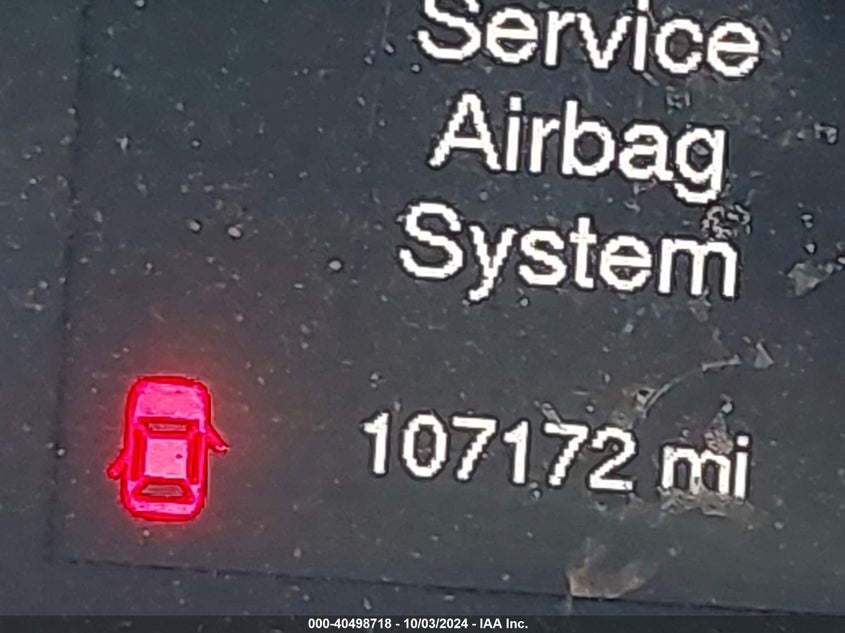 Service
Airbag
System
107172 mi
000-40498718 - 10/03/2024 - IAA Inc.